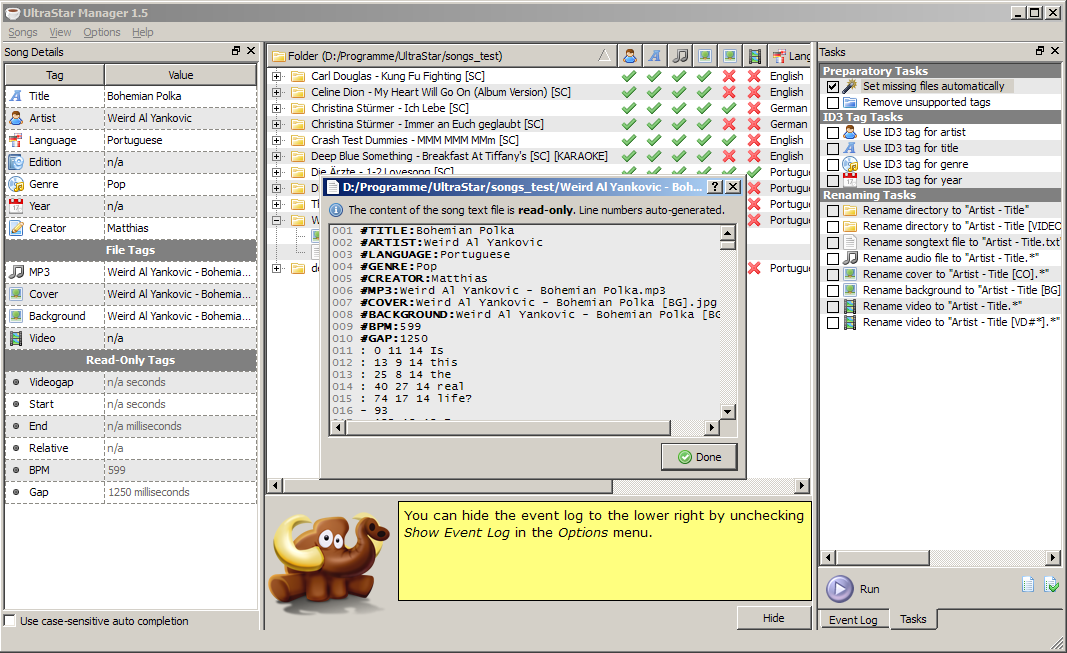 UltraStar Manager 1.5
Songs View Options Help
Song Details
Tag Value
Title Bohemian Polka
Artist Weird Al Yankovic
Language Portuguese
Edition n/a
Genre Pop
Year n/a
Creator Matthias
File Tags
MP3 Weird Al Yankovic - Bohemia...
Cover Weird Al Yankovic - Bohemia...
Background Weird Al Yankovic - Bohemia...
Video n/a
Read-Only Tags
Videogap n/a seconds
Start n/a seconds
End n/a milliseconds
Relative n/a
BPM 599
Gap 1250 milliseconds
Use case-sensitive auto completion
Folder (D:/Programme/UltraStar/songs_test) Lang
Carl Douglas - Kung Fu Fighting [SC] English
Celine Dion - My Heart Will Go On (Album Version) [SC] English
Christina Stürmer - Ich Lebe [SC] German
Christina Stürmer - Immer an Euch geglaubt [SC] German
Crash Test Dummies - MMM MMM MMm [SC] English
Deep Blue Something - Breakfast At Tiffany's [SC] [KARAOKE] English
Die Ärzte - 1-2 Lovesong [SC] Portugu
D Portugu
Th Portugu
W Portugu
de Portugu
D:/Programme/UltraStar/songs_test/Weird Al Yankovic - Boh...
The content of the song text file is read-only. Line numbers auto-generated.
001 #TITLE:Bohemian Polka
002 #ARTIST:Weird Al Yankovic
003 #LANGUAGE:Portuguese
004 #GENRE:Pop
005 #CREATOR:Matthias
006 #MP3:Weird Al Yankovic - Bohemian Polka.mp3
007 #COVER:Weird Al Yankovic - Bohemian Polka [BG].jpg
008 #BACKGROUND:Weird Al Yankovic - Bohemian Polka [BG
009 #BPM:599
010 #GAP:1250
011 : 0 11 14 Is
012 : 13 9 14 this
013 : 25 8 14 the
014 : 40 27 14 real
015 : 74 17 14 life?
016 - 93
Done
You can hide the event log to the lower right by unchecking
Show Event Log in the Options menu.
Hide
Tasks
Preparatory Tasks
Set missing files automatically
Remove unsupported tags
ID3 Tag Tasks
Use ID3 tag for artist
Use ID3 tag for title
Use ID3 tag for genre
Use ID3 tag for year
Renaming Tasks
Rename directory to "Artist - Title"
Rename directory to "Artist - Title [VIDEO
Rename songtext file to "Artist - Title.txt"
Rename audio file to "Artist - Title.*"
Rename cover to "Artist - Title [CO].*"
Rename background to "Artist - Title [BG]
Rename video to "Artist - Title.*"
Rename video to "Artist - Title [VD#*].*"
Run
Event Log Tasks